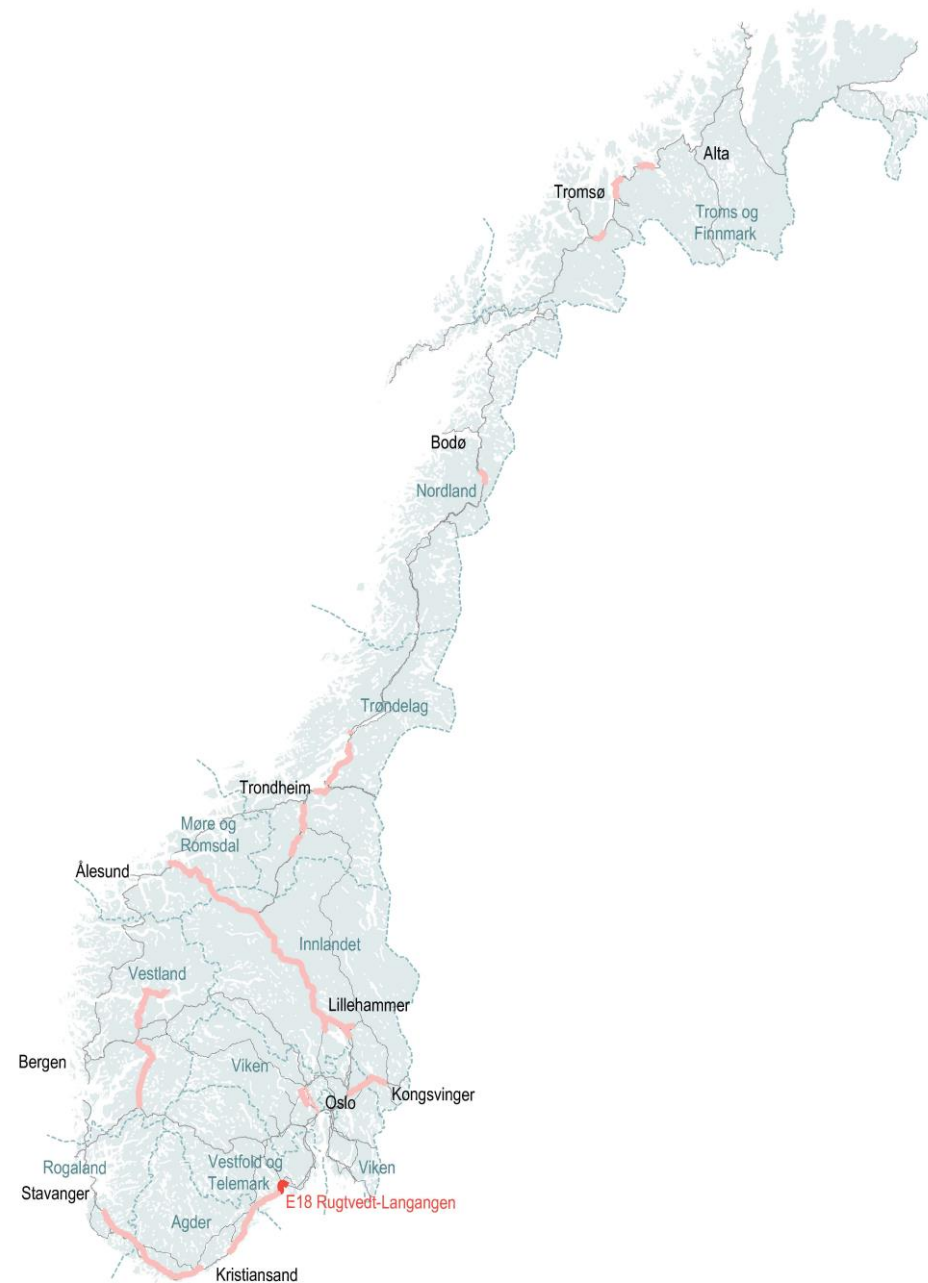 Alta
Tromsø
Troms og
Finnmark
Bodø
Nordland
Trøndelag
Trondheim
Møre og
Romsdal
Ålesund
Innlandet
Vestland
Lillehammer
Bergen
Viken
Oslo
Kongsvinger
Rogaland
Vestfold og
Telemark
Viken
Stavanger
E18 Rugtvedt-Langangen
Agder
Kristiansand